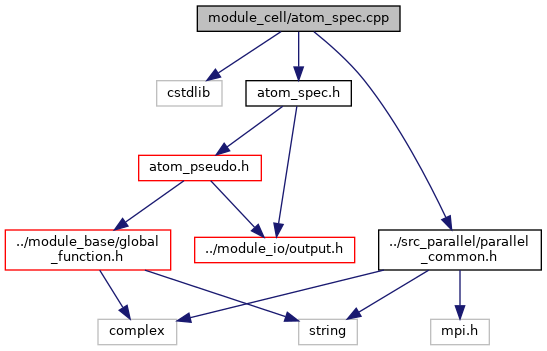 module_cell/atom_spec.cpp
cstdlib
atom_spec.h
atom_pseudo.h
../module_base/global
_function.h
../module_io/output.h
../src_parallel/parallel
_common.h
complex
string
mpi.h